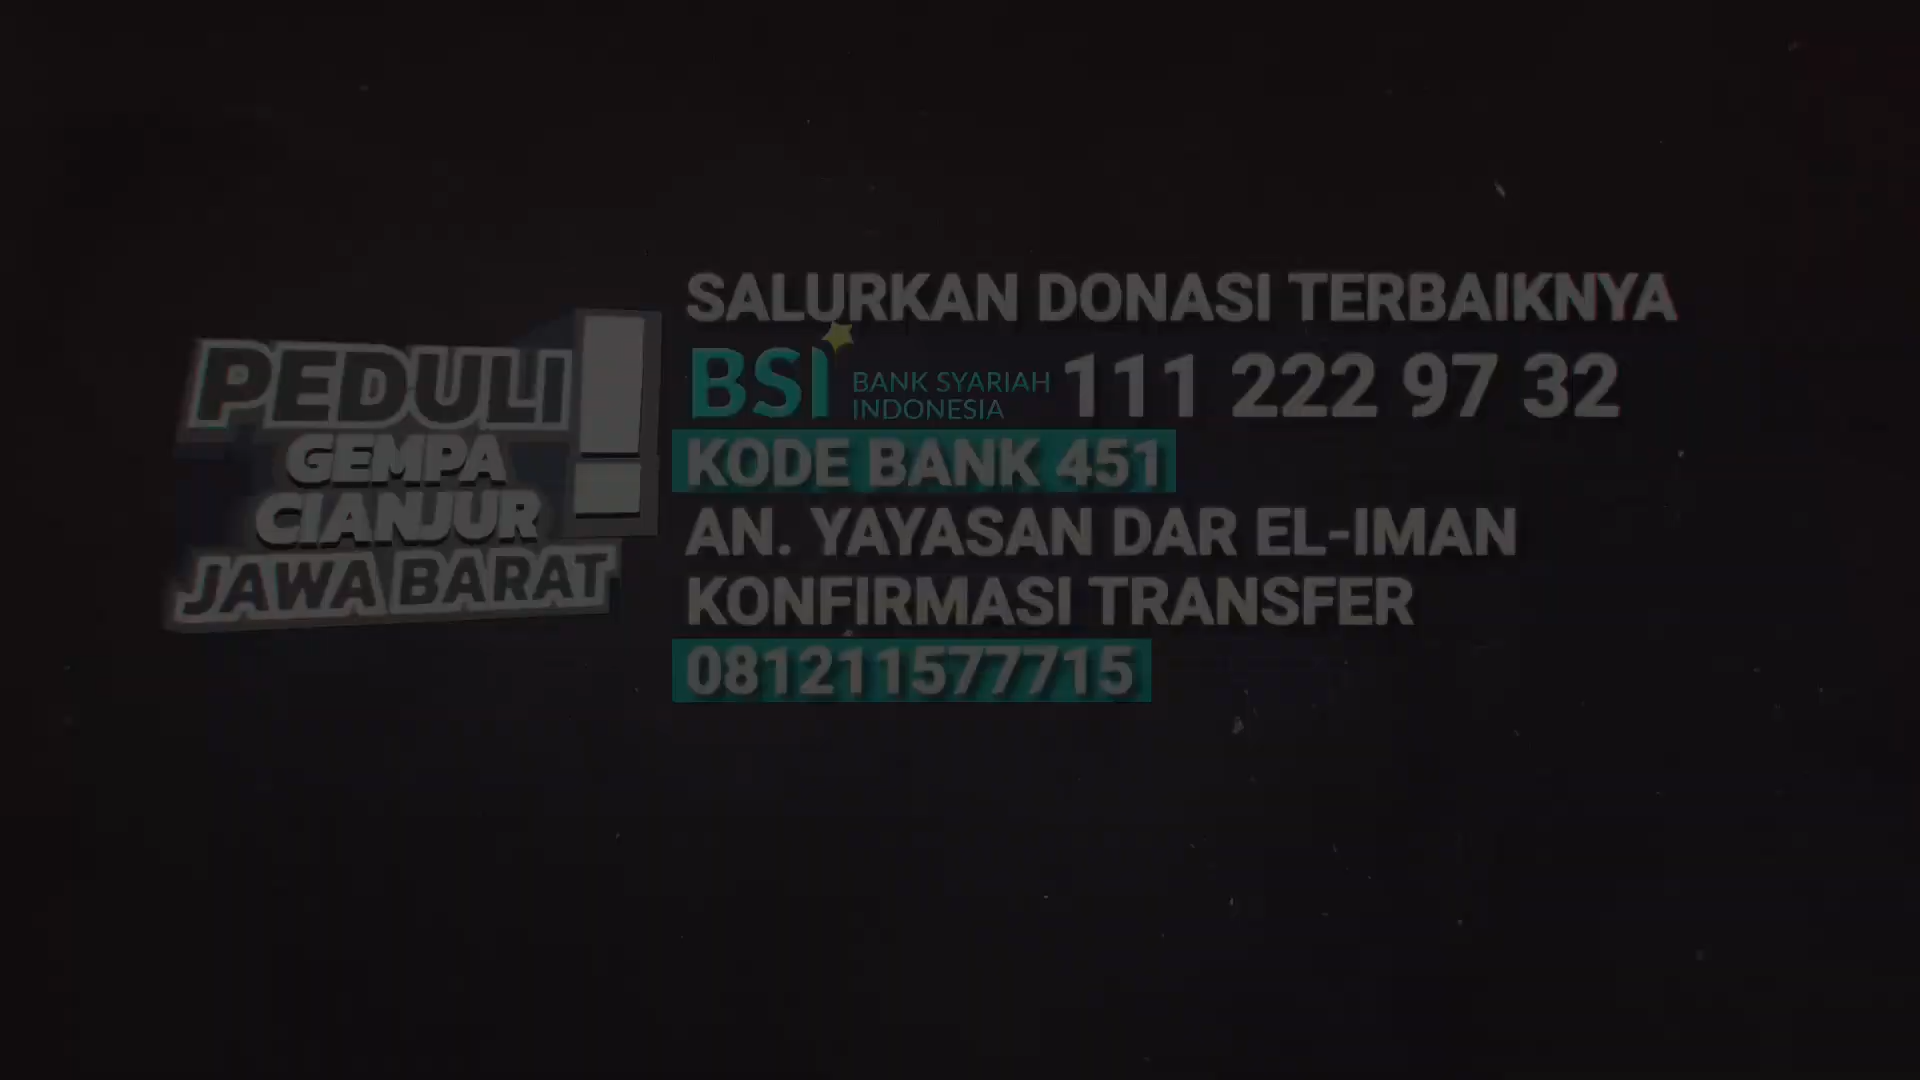 PEDULI!
GEMPA
CIANJUR
JAWA BARAT
SALURKAN DONASI TERBAIKNYA
BSI BANK SYARIAH INDONESIA 111 222 97 32
KODE BANK 451
AN. YAYASAN DAR EL-IMAN
KONFIRMASI TRANSFER
081211577715